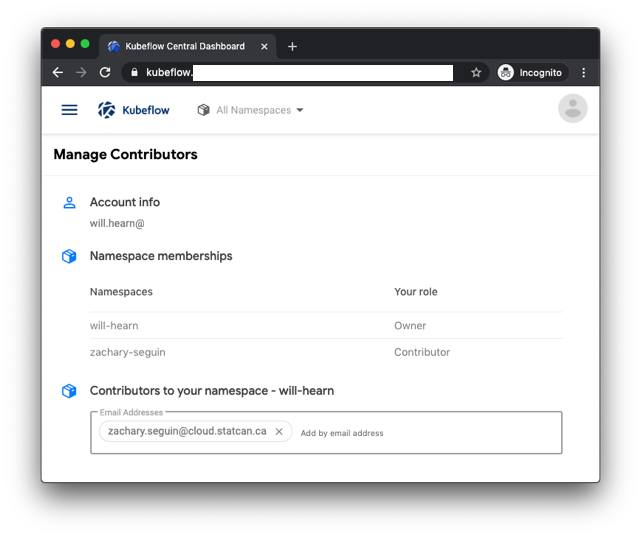 Kubeflow Central Dashboard
kubeflow.
Incognito
Kubeflow
All Namespaces
Manage Contributors
Account info
will.hearn@
Namespace memberships
Namespaces Your role
will-hearn Owner
zachary-seguin Contributor
Contributors to your namespace - will-hearn
Email Addresses
zachary.seguin@cloud.statcan.ca Add by email address